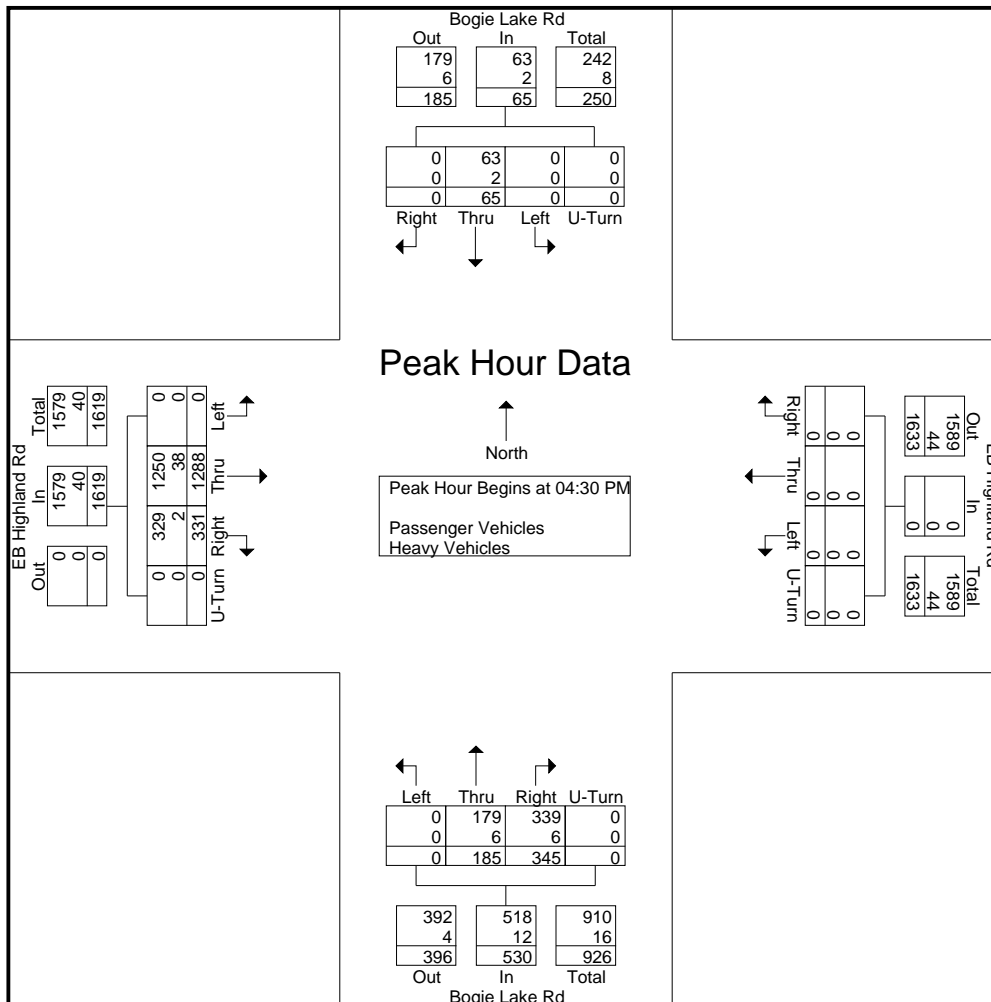 Bogie Lake Rd
Out In Total
179 63 242
6 2 8
185 65 250
0 63 0 0
0 2 0 0
0 65 0 0
Right Thru Left U-Turn
Peak Hour Data
North
Peak Hour Begins at 04:30 PM
Passenger Vehicles
Heavy Vehicles
EB Highland Rd
Out In Total
0 1579 1579
0 40 40
0 1619 1619
Left Thru Right U-Turn
0 1250 329 0
0 38 2 0
0 1288 331 0
EB Highland Rd
Out In Total
1589 0 1589
44 0 44
1633 0 1633
Right Thru Left U-Turn
0 0 0 0
0 0 0 0
0 0 0 0
Left Thru Right U-Turn
0 179 339 0
0 6 6 0
0 185 345 0
392 518 910
4 12 16
396 530 926
Out In Total
Bogie Lake Rd